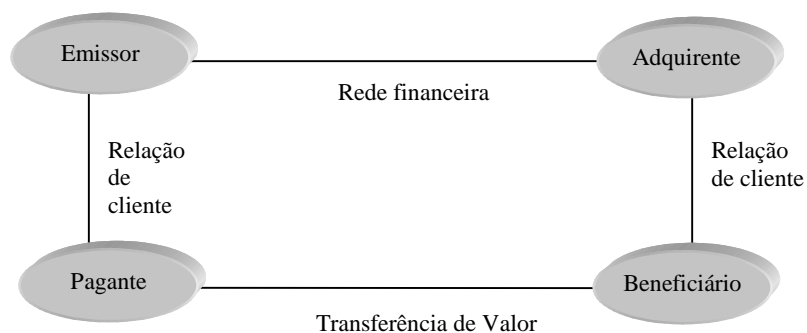 Emissor
Adquirente
Rede financeira
Relação
de
cliente
Relação
de cliente
Pagante
Beneficiário
Transferência de Valor